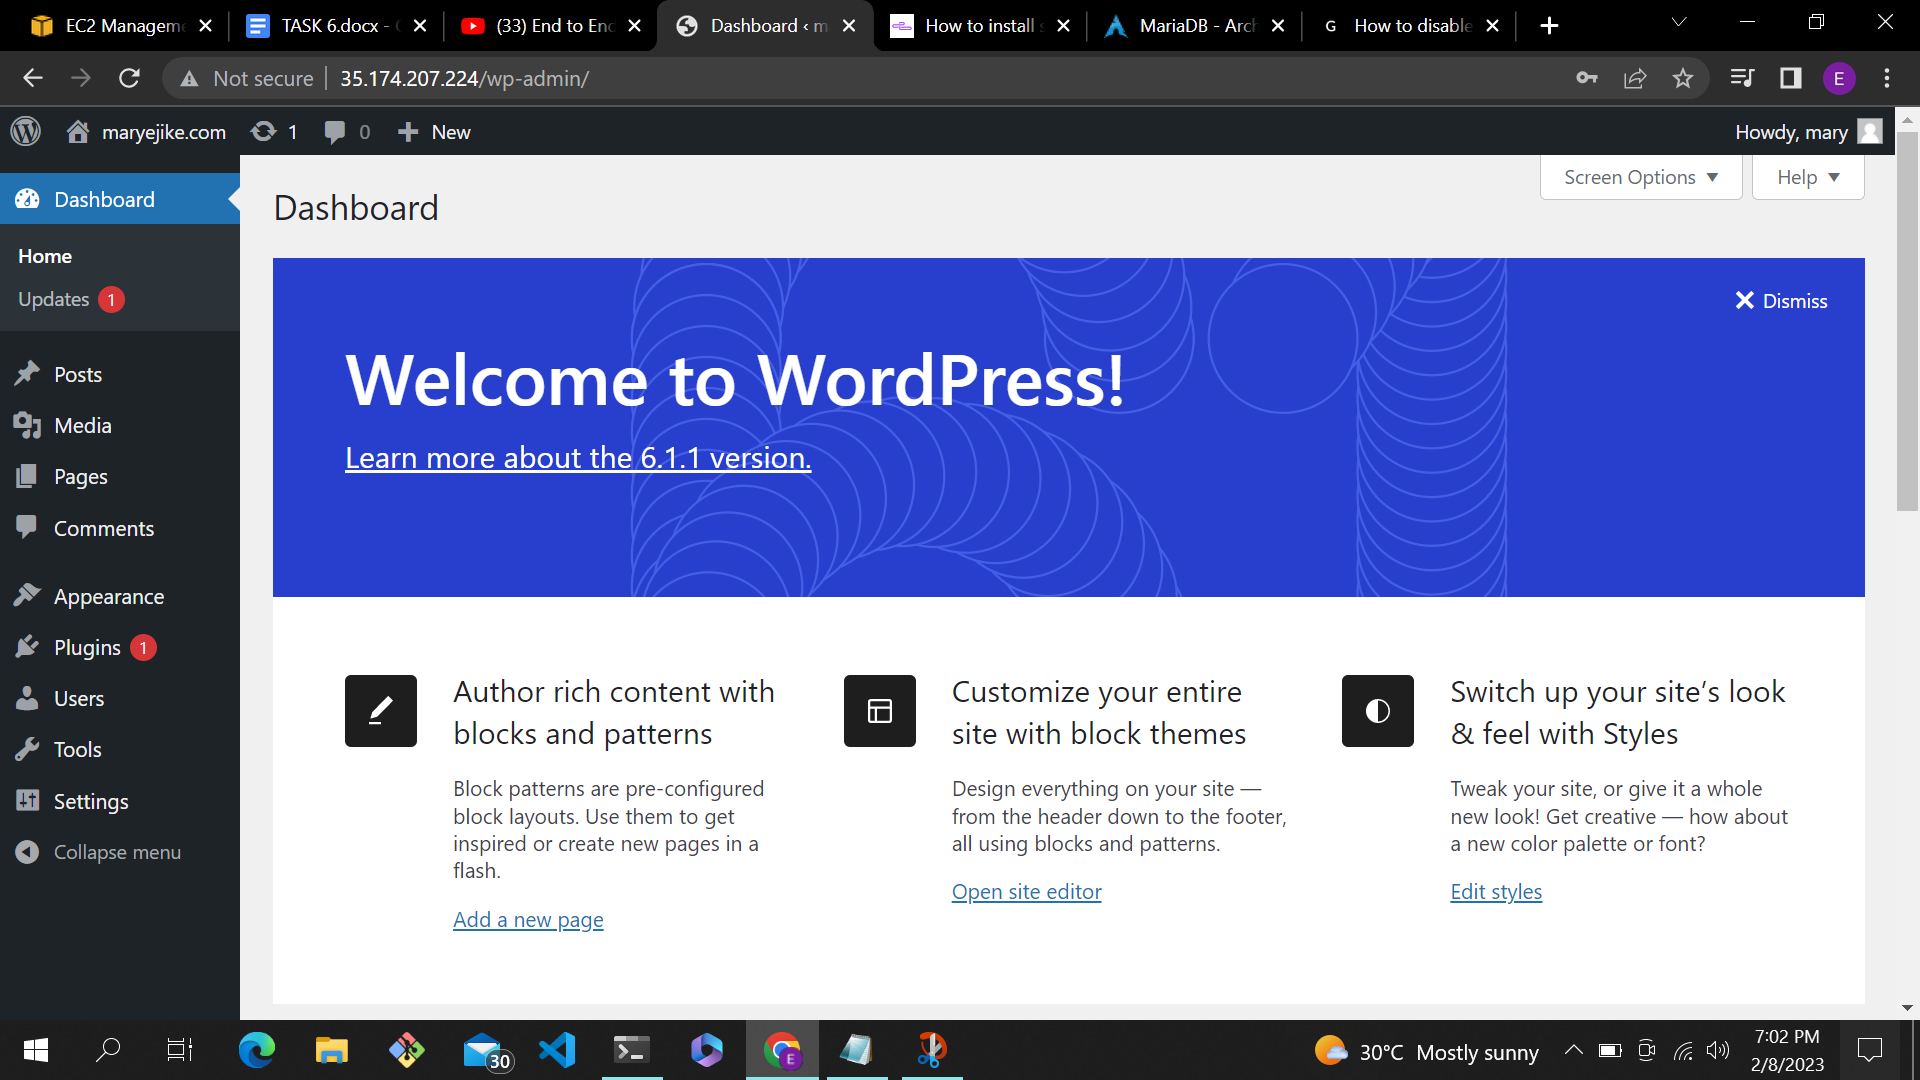 EC2 Manageme
TASK 6.docx -
(33) End to End
Dashboard ‹ m
How to install s
MariaDB - Arch
G How to disable
Not secure 35.174.207.224/wp-admin/
E
maryejike.com 1 0 New
Howdy, mary
Dashboard
Home
Updates 1
Posts
Media
Pages
Comments
Appearance
Plugins 1
Users
Tools
Settings
Collapse menu
Screen Options
Help
Dashboard
Dismiss
Welcome to WordPress!
Learn more about the 6.1.1 version.
Author rich content with
blocks and patterns
Block patterns are pre-configured
block layouts. Use them to get
inspired or create new pages in a
flash.
Add a new page
Customize your entire
site with block themes
Design everything on your site —
from the header down to the footer,
all using blocks and patterns.
Open site editor
Switch up your site’s look
& feel with Styles
Tweak your site, or give it a whole
new look! Get creative — how about
a new color palette or font?
Edit styles
30
E
30°C Mostly sunny
7:02 PM
2/8/2023